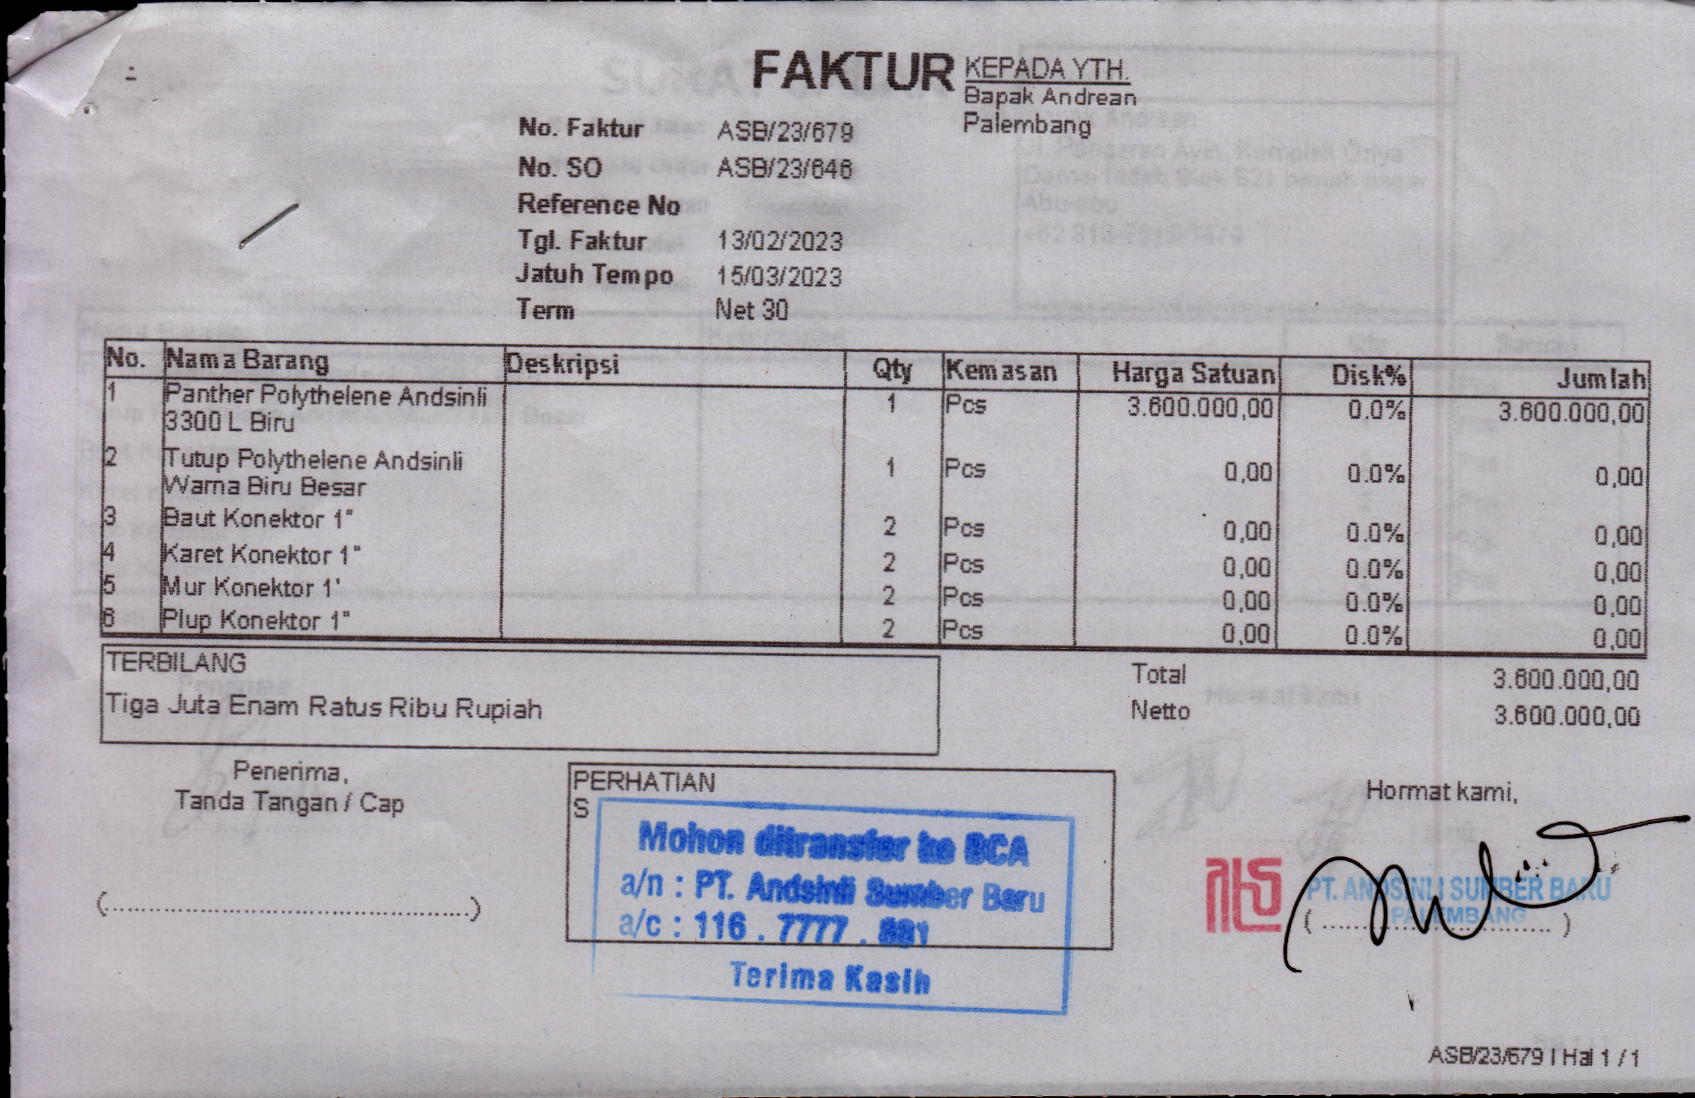 FAKTUR
KEPADA YTH.
Bapak Andrean
Palembang
No. Faktur ASB/23/679
No. SO ASB/23/646
Reference No
Tgl. Faktur 13/02/2023
Jatuh Tempo 15/03/2023
Term Net 30
No. Nama Barang Deskripsi Qty Kemasan Harga Satuan Disk% Jumlah
1 Panther Polythelene Andsinli 1 Pcs 3.600.000,00 0.0% 3.600.000,00
3300 L Biru
2 Tutup Polythelene Andsinli 1 Pcs 0,00 0.0% 0,00
Warna Biru Besar
3 Baut Konektor 1" 2 Pcs 0,00 0.0% 0,00
4 Karet Konektor 1" 2 Pcs 0,00 0.0% 0,00
5 Mur Konektor 1' 2 Pcs 0,00 0.0% 0,00
6 Plup Konektor 1" 2 Pcs 0,00 0.0% 0,00
TERBILANG
Tiga Juta Enam Ratus Ribu Rupiah
Total 3.600.000,00
Netto 3.600.000,00
Penerima,
Tanda Tangan / Cap
(.............................................)
PERHATIAN
S
Mohon ditransfer ke BCA
a/n : PT. Andsinli Sumber Baru
a/c : 116 . 7777 .
Terima Kasih
Hormat kami,
PT. ANDSINLI SUMBER BARU
PALEMBANG
(............................)
ASB/23/679 | Hal 1 / 1